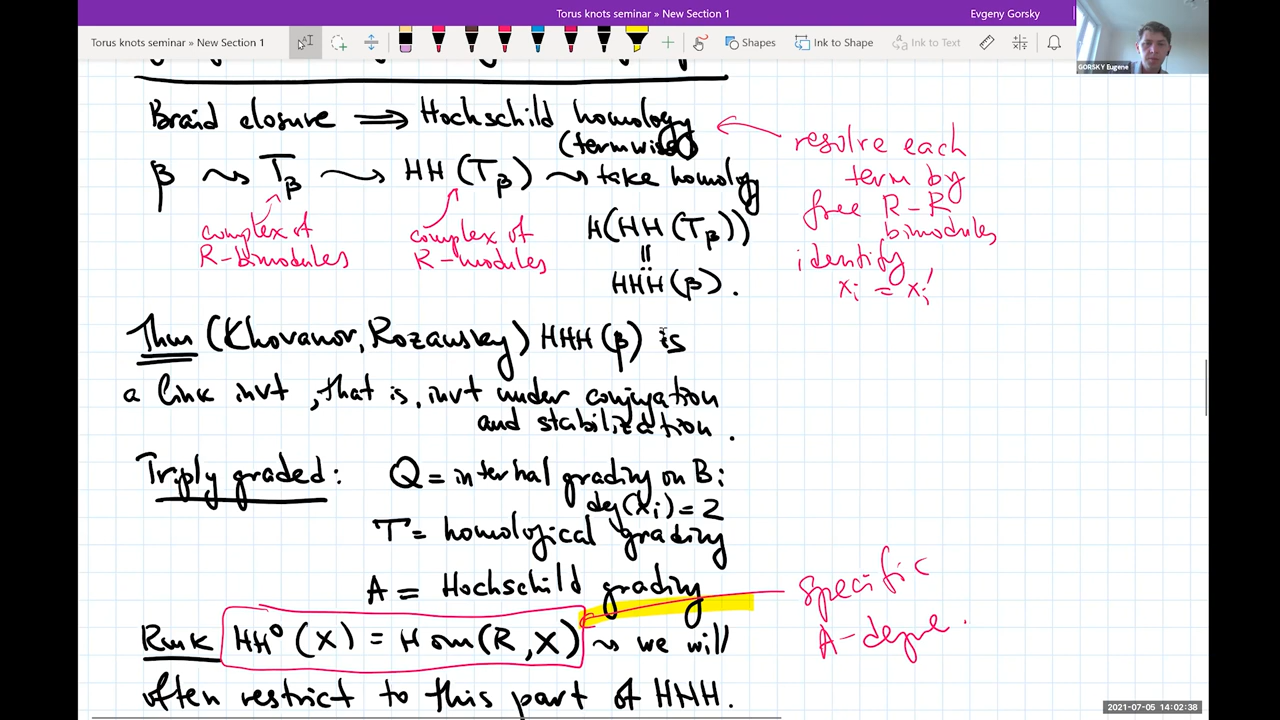 Torus knots seminar » New Section 1
Evgeny Gorsky
Torus knots seminar » New Section 1
Shapes
Ink to Shape
Ink to Text
GORSKY Eugene
Braid closure ⟹ Hochschild homology
(termwise)
β ⇝ T_β ⇝ HH(T_β) ⇝ take homology
complex of R-bimodules
complex of R-modules
H(HH(T_β))
=
HHH(β).
resolve each
term by
free R-R
bimodules
identify
x_i = x_i'
Thm (Khovanov, Rozansky) HHH(β) is
a link invt, that is, invt under conjugation
and stabilization.
Triply graded: Q = internal grading on B:
deg(x_i) = 2
T = homological grading
A = Hochschild grading
Rmk HH⁰(X) = Hom(R, X) ⇝ we will
often restrict to this part of HHH.
specific
A-degree.
2021-07-05 14:02:38